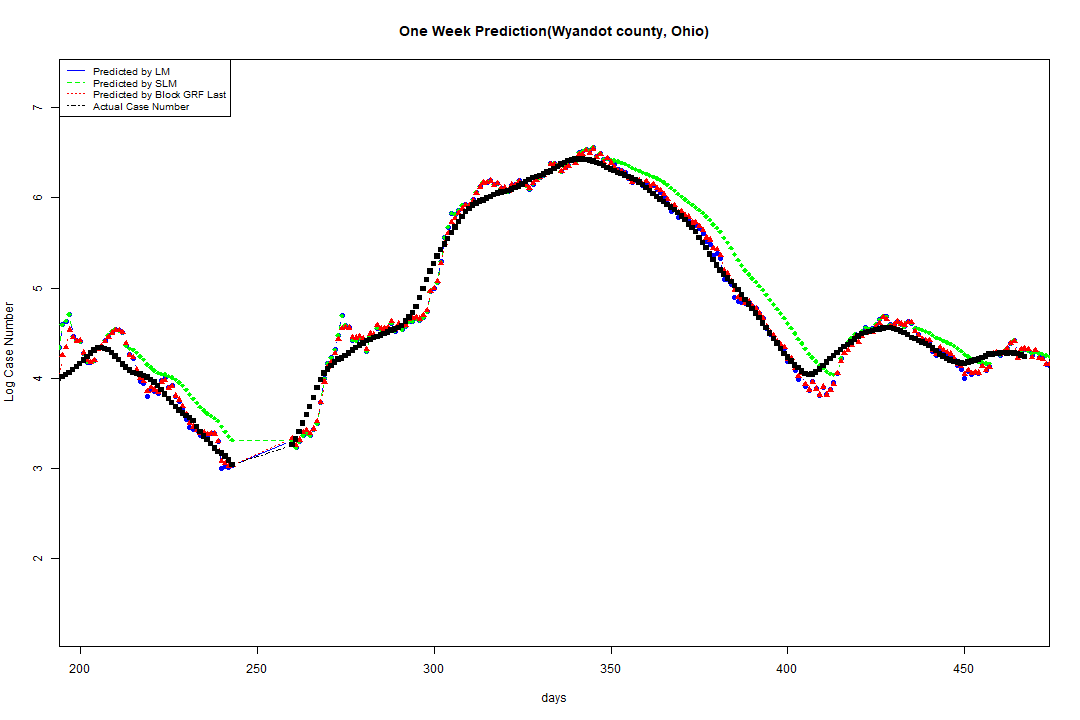 One Week Prediction(Wyandot county, Ohio)
Predicted by LM
Predicted by SLM
Predicted by Block GRF Last
Actual Case Number
7
6
5
4
3
2
Log Case Number
200 250 300 350 400 450
days